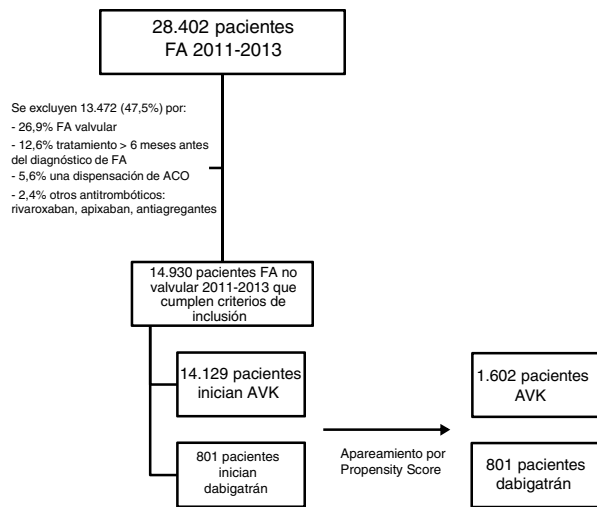 28.402 pacientes
FA 2011-2013
Se excluyen 13.472 (47,5%) por:
- 26,9% FA valvular
- 12,6% tratamiento > 6 meses antes
del diagnóstico de FA
- 5,6% una dispensación de ACO
- 2,4% otros antitrombóticos:
rivaroxaban, apixaban, antiagregantes
14.930 pacientes FA no
valvular 2011-2013 que
cumplen criterios de
inclusión
14.129 pacientes
inician AVK
801 pacientes
inician
dabigatrán
Apareamiento por
Propensity Score
1.602 pacientes
AVK
801 pacientes
dabigatrán